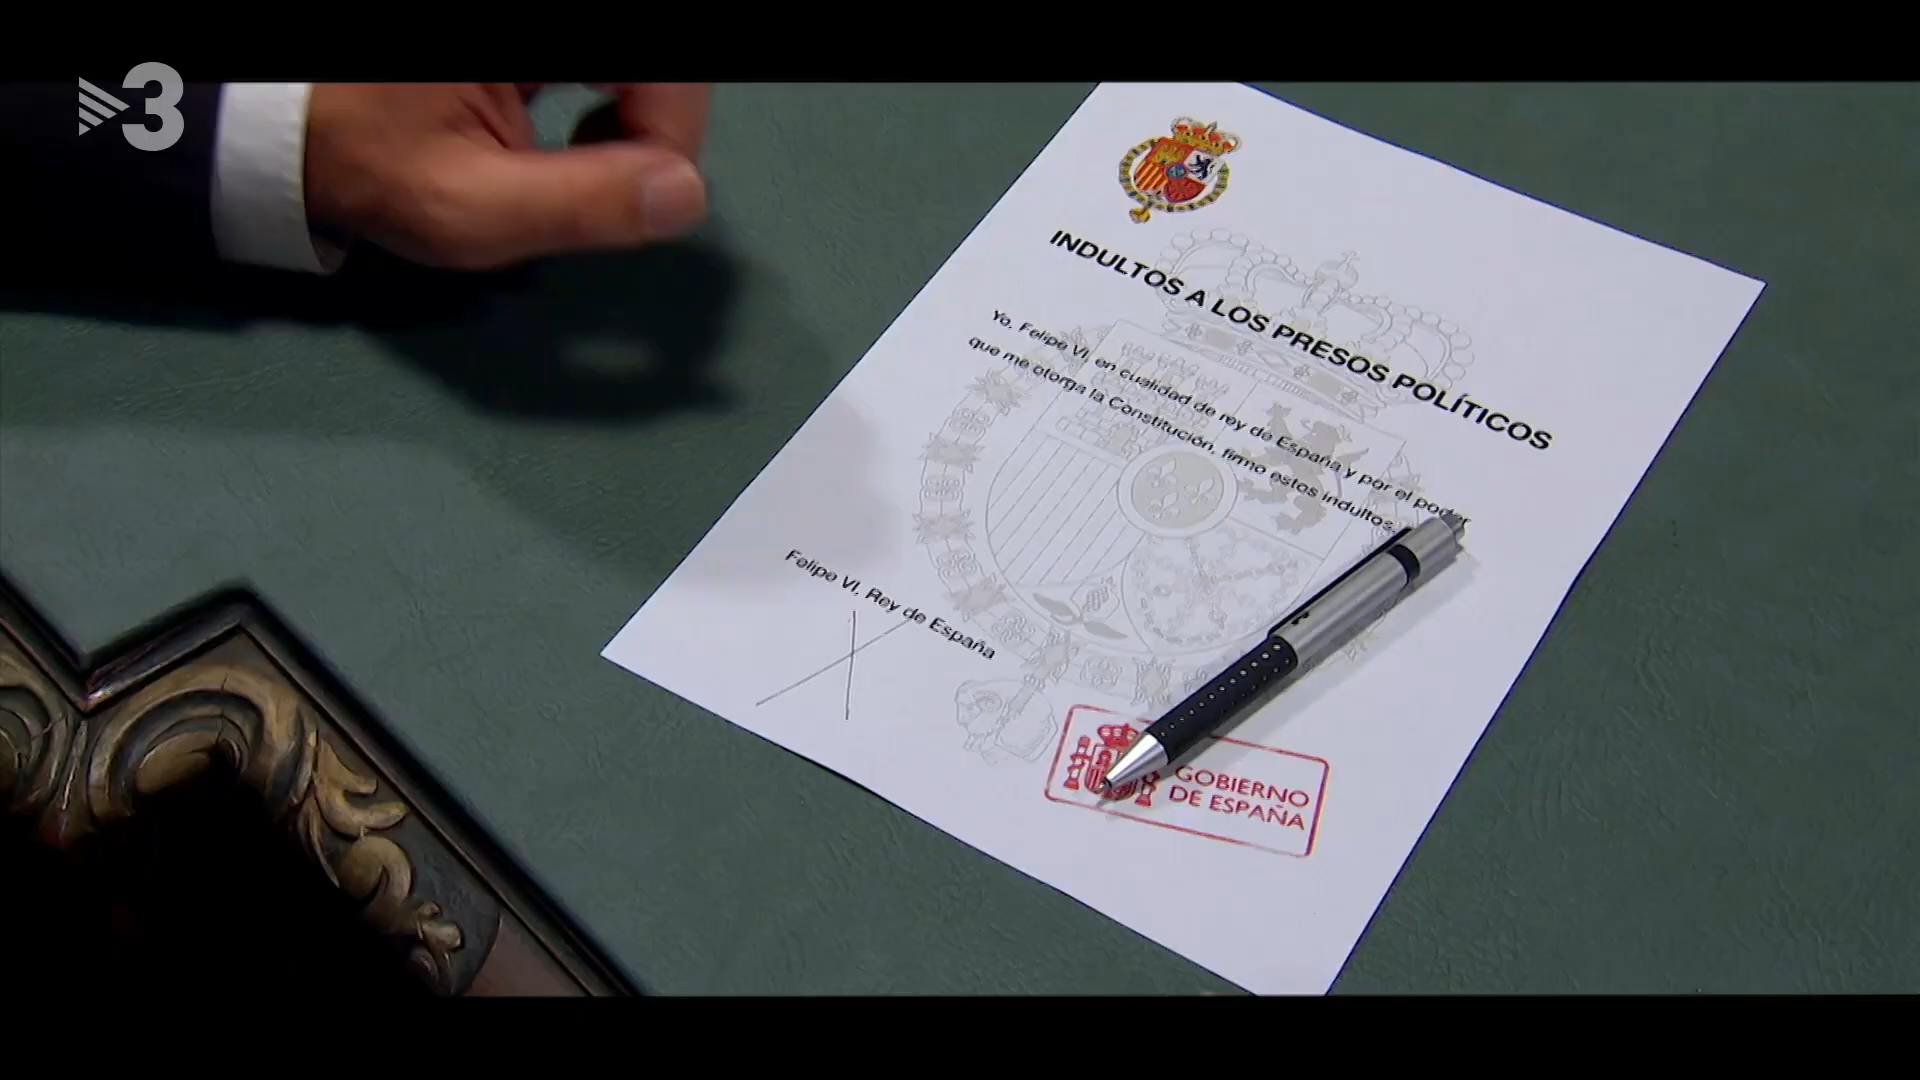 3
INDULTOS A LOS PRESOS POLÍTICOS
Yo, Felipe VI, en cualidad de rey de España y por el poder
que me otorga la Constitución, firmo estos indultos.
Felipe VI, Rey de España
X
GOBIERNO
DE ESPAÑA